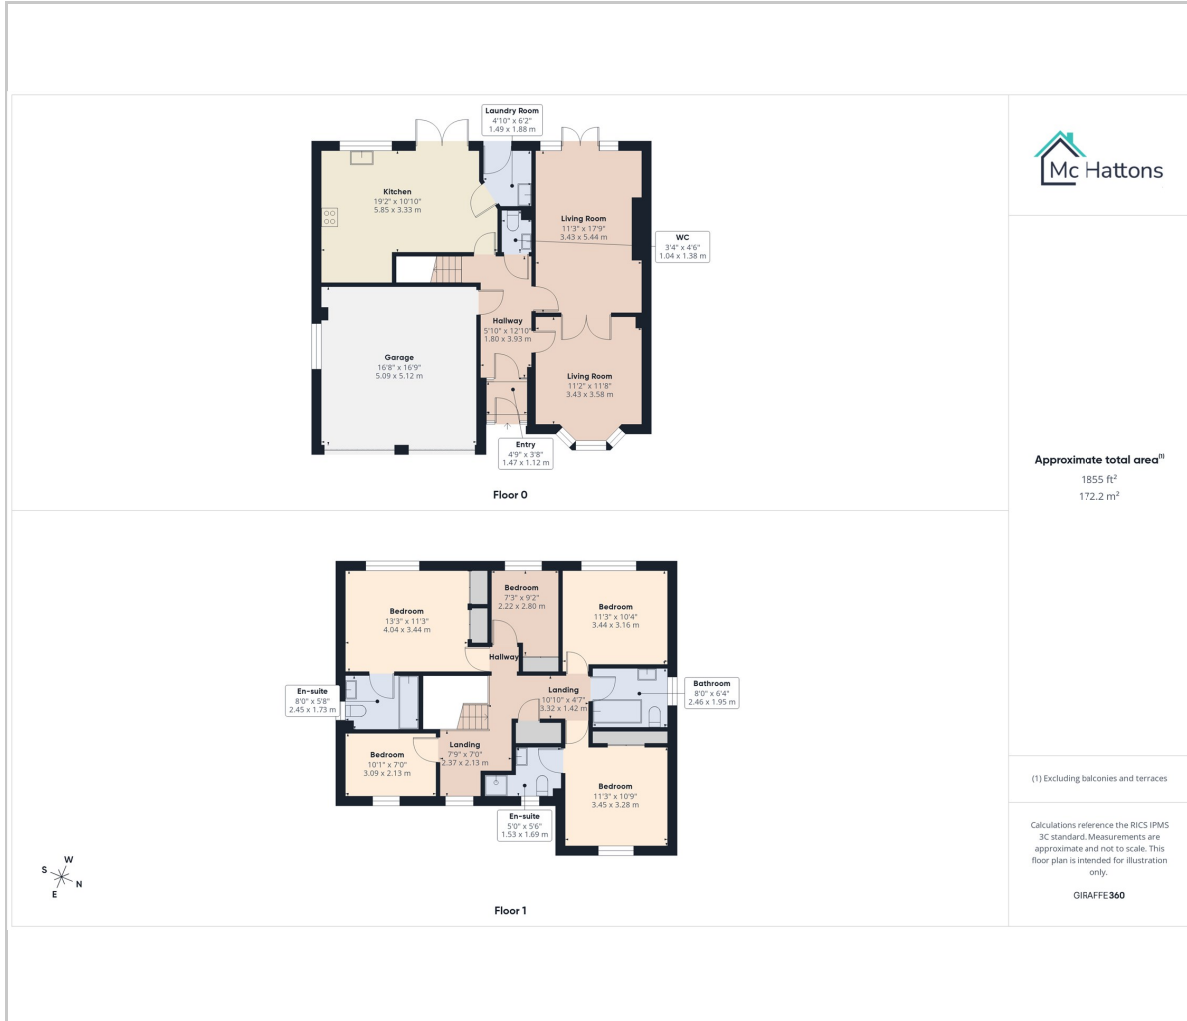 Laundry Room
4'10" x 6'2"
1.49 x 1.88 m
Kitchen
19'2" x 10'10"
5.85 x 3.33 m
Living Room
11'3" x 17'9"
3.43 x 5.44 m
WC
3'4" x 4'6"
1.04 x 1.38 m
Hallway
5'10" x 12'10"
1.80 x 3.93 m
Garage
16'8" x 16'9"
5.09 x 5.12 m
Living Room
11'2" x 11'8"
3.43 x 3.58 m
Entry
4'9" x 3'8"
1.47 x 1.12 m
Floor 0
Bedroom
13'3" x 11'3"
4.04 x 3.44 m
Bedroom
7'3" x 9'2"
2.22 x 2.80 m
Bedroom
11'3" x 10'4"
3.44 x 3.16 m
Hallway
En-suite
8'0" x 5'8"
2.45 x 1.73 m
Landing
10'10" x 4'7"
3.32 x 1.42 m
Bathroom
8'0" x 6'4"
2.46 x 1.95 m
Bedroom
10'1" x 7'0"
3.09 x 2.13 m
Landing
7'9" x 7'0"
2.37 x 2.13 m
Bedroom
11'3" x 10'9"
3.45 x 3.28 m
En-suite
5'0" x 5'6"
1.53 x 1.69 m
W
S
N
E
Floor 1
Mc Hattons
Approximate total area(1)
1855 ft²
172.2 m²
(1) Excluding balconies and terraces
Calculations reference the RICS IPMS
3C standard. Measurements are
approximate and not to scale. This
floor plan is intended for illustration
only.
GIRAFFE360